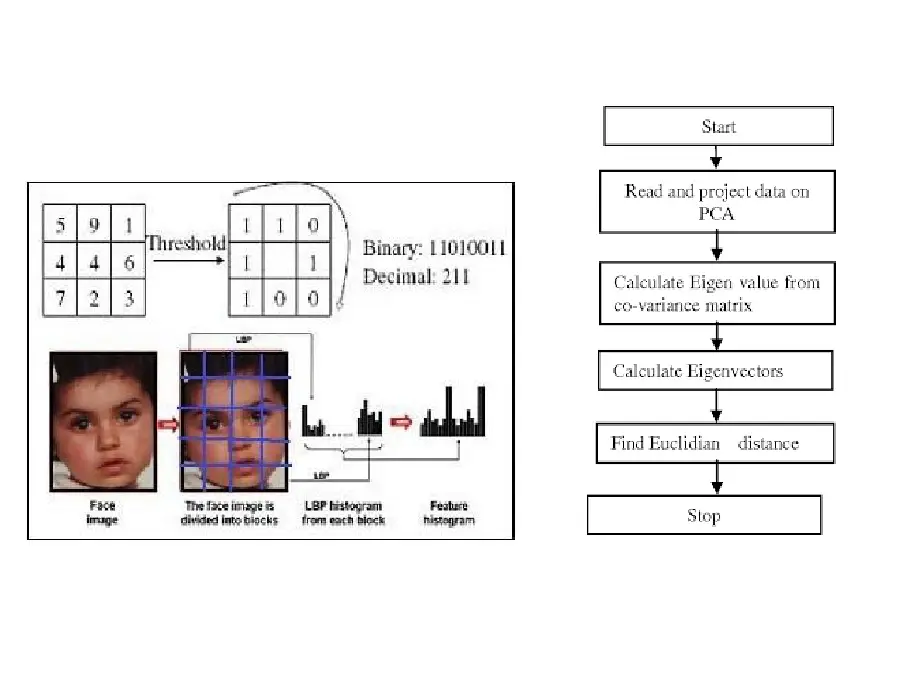 5 9 1
4 4 6
7 2 3
Threshold
1 1 0
1 1
1 0 0
Binary: 11010011
Decimal: 211
LBP
LBP
Face
image
The face image is
divided into blocks
LBP histogram
from each block
Feature
histogram
Start
Read and project data on
PCA
Calculate Eigen value from
co-variance matrix
Calculate Eigenvectors
Find Euclidian distance
Stop